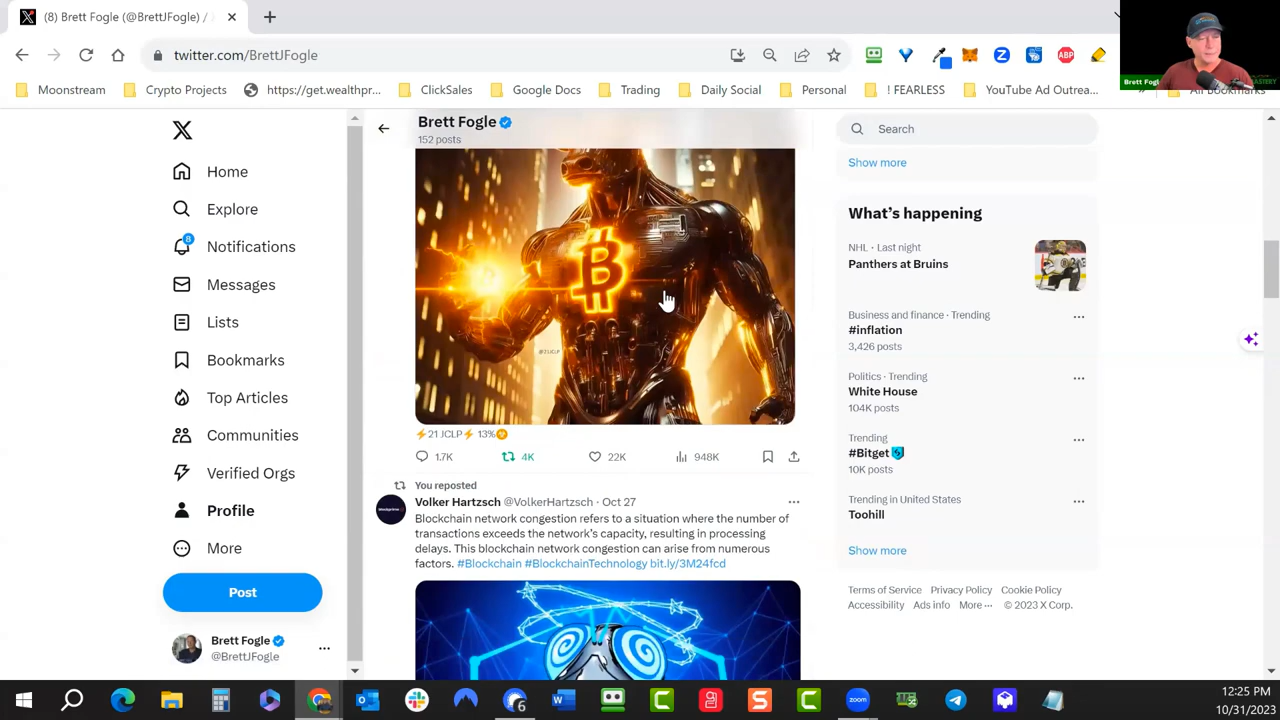 (8) Brett Fogle (@BrettJFogle) /
twitter.com/BrettJFogle
ABP
Moonstream
Crypto Projects
https://get.wealthpr...
ClickSales
Google Docs
Trading
Daily Social
Personal
! FEARLESS
YouTube Ad Outrea...
All Bookmarks
Brett Fogl
X
Home
Explore
8
Notifications
Messages
Lists
Bookmarks
Top Articles
Communities
Verified Orgs
Profile
More
Post
Brett Fogle
@BrettJFogle
Brett Fogle
152 posts
@21JCLP
⚡21 JCLP⚡ 13%
1.7K
4K
22K
948K
You reposted
Volker Hartzsch @VolkerHartzsch · Oct 27
Blockchain network congestion refers to a situation where the number of
transactions exceeds the network's capacity, resulting in processing
delays. This blockchain network congestion can arise from numerous
factors. #Blockchain #BlockchainTechnology bit.ly/3M24fcd
Search
Show more
What's happening
NHL · Last night
Panthers at Bruins
Business and finance · Trending
#inflation
3,426 posts
Politics · Trending
White House
104K posts
Trending
#Bitget
10K posts
Trending in United States
Toohill
Show more
Terms of Service Privacy Policy Cookie Policy
Accessibility Ads info More ··· © 2023 X Corp.
12:25 PM
10/31/2023